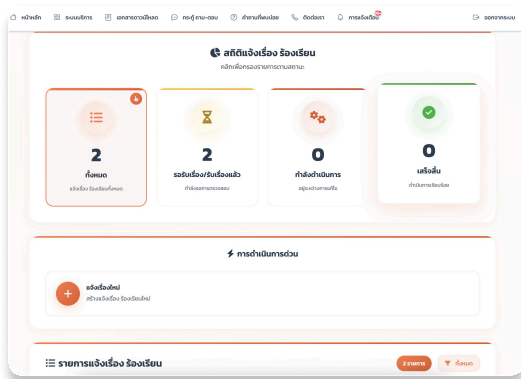 หน้าหลัก ระบบบริการ เอกสารดาวน์โหลด กระทู้ ถาม-ตอบ คำถามที่พบบ่อย ติดต่อเรา การแจ้งเตือน ออกจากระบบ
สถิติแจ้งเรื่อง ร้องเรียน
คลิกเพื่อกรองรายการตามสถานะ
2
ทั้งหมด
แจ้งเรื่อง ร้องเรียนทั้งหมด
2
รอรับเรื่อง/รับเรื่องแล้ว
กำลังรอการตรวจสอบ
0
กำลังดำเนินการ
อยู่ระหว่างการแก้ไข
0
เสร็จสิ้น
ดำเนินการเรียบร้อย
การดำเนินการด่วน
แจ้งเรื่องใหม่
สร้างแจ้งเรื่อง ร้องเรียนใหม่
รายการแจ้งเรื่อง ร้องเรียน
2 รายการ
ทั้งหมด